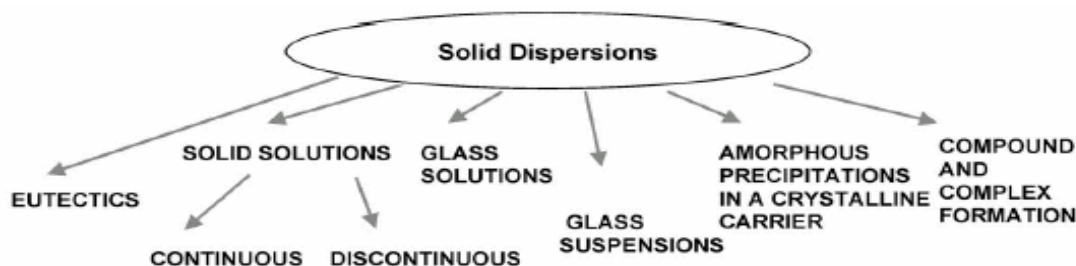 Solid Dispersions
EUTECTICS
SOLID SOLUTIONS
CONTINUOUS
DISCONTINUOUS
GLASS
SOLUTIONS
GLASS
SUSPENSIONS
AMORPHOUS
PRECIPITATIONS
IN A CRYSTALLINE
CARRIER
COMPOUND
AND
COMPLEX
FORMATION